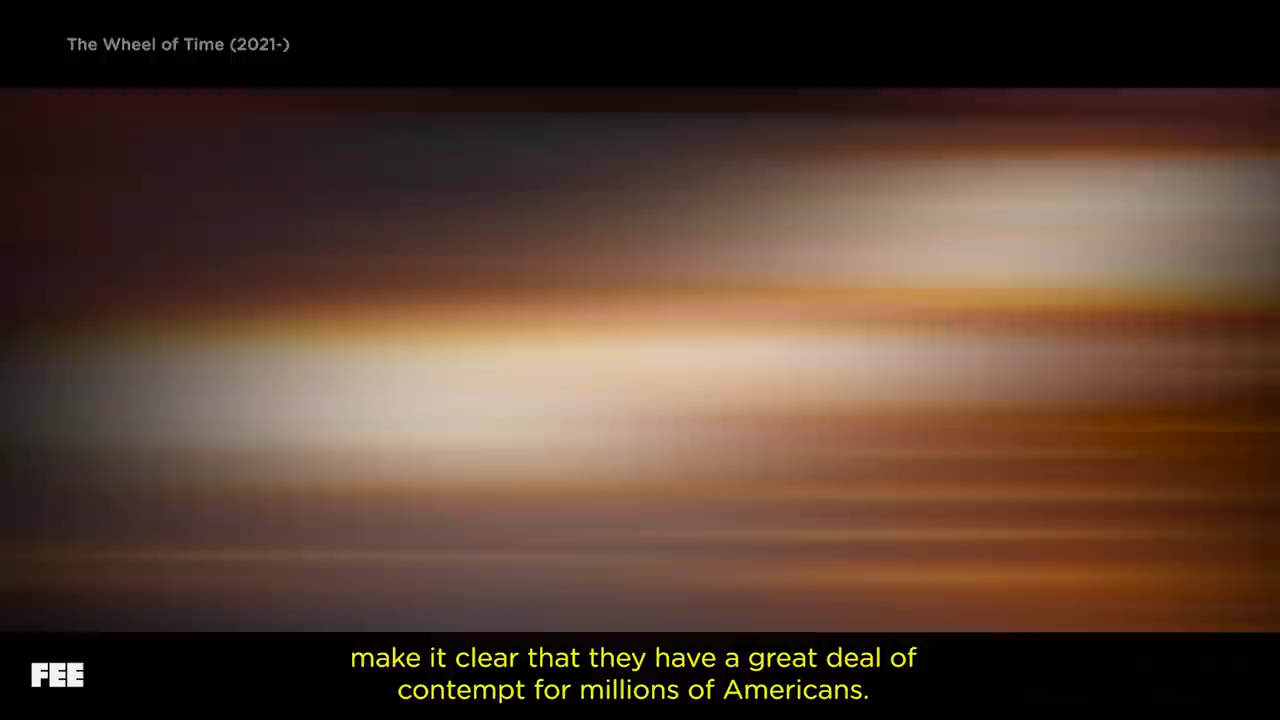 The Wheel of Time (2021-)
make it clear that they have a great deal of
contempt for millions of Americans.
FEE